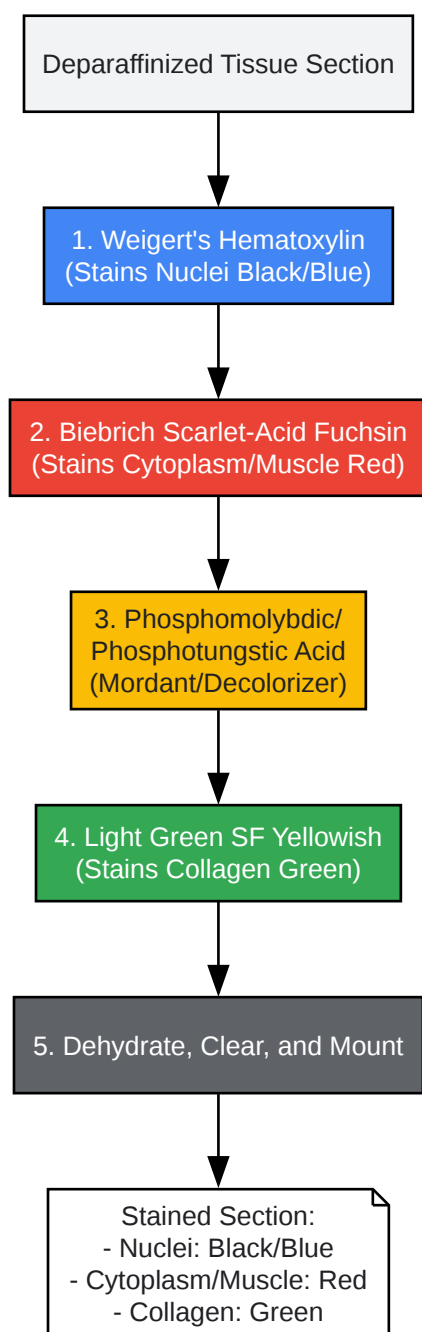 Deparaffinized Tissue Section
1. Weigert's Hematoxylin
(Stains Nuclei Black/Blue)
2. Biebrich Scarlet-Acid Fuchsin
(Stains Cytoplasm/Muscle Red)
3. Phosphomolybdic/
Phosphotungstic Acid
(Mordant/Decolorizer)
4. Light Green SF Yellowish
(Stains Collagen Green)
5. Dehydrate, Clear, and Mount
Stained Section:
- Nuclei: Black/Blue
- Cytoplasm/Muscle: Red
- Collagen: Green